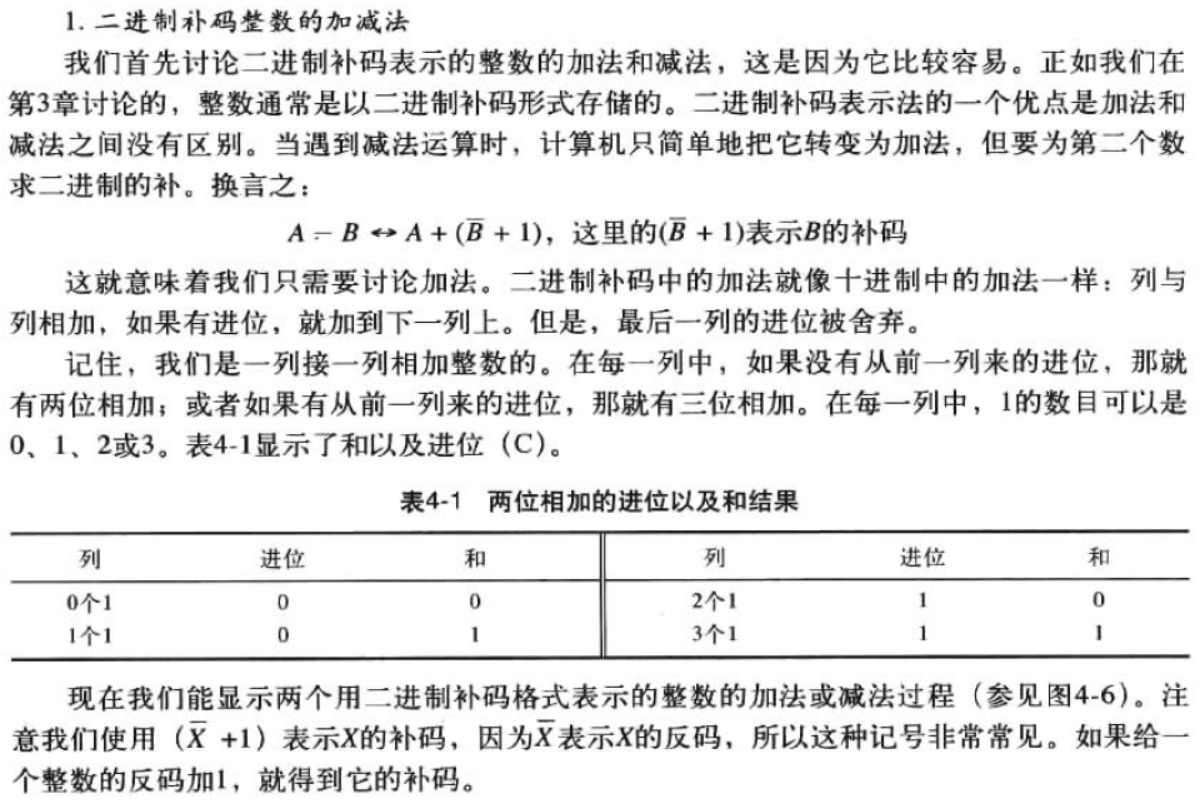 1. 二进制补码整数的加减法
我们首先讨论二进制补码表示的整数的加法和减法，这是因为它比较容易。正如我们在
第3章讨论的，整数通常是以二进制补码形式存储的。二进制补码表示法的一个优点是加法和
减法之间没有区别。当遇到减法运算时，计算机只简单地把它转变为加法，但要为第二个数
求二进制的补。换言之：
A − B ↔ A + (B̅ + 1)，这里的(B̅ + 1)表示B的补码
这就意味着我们只需要讨论加法。二进制补码中的加法就像十进制中的加法一样：列与
列相加，如果有进位，就加到下一列上。但是，最后一列的进位被舍弃。
记住，我们是一列接一列相加整数的。在每一列中，如果没有从前一列来的进位，那就
有两位相加；或者如果有从前一列来的进位，那就有三位相加。在每一列中，1的数目可以是
0、1、2或3。表4-1显示了和以及进位（C）。
表4-1 两位相加的进位以及和结果
列 进位 和 列 进位 和
0个1 0 0 2个1 1 0
1个1 0 1 3个1 1 1
现在我们能显示两个用二进制补码格式表示的整数的加法或减法过程（参见图4-6）。注
意我们使用（X̅ +1）表示X的补码，因为X̅表示X的反码，所以这种记号非常常见。如果给一
个整数的反码加1，就得到它的补码。